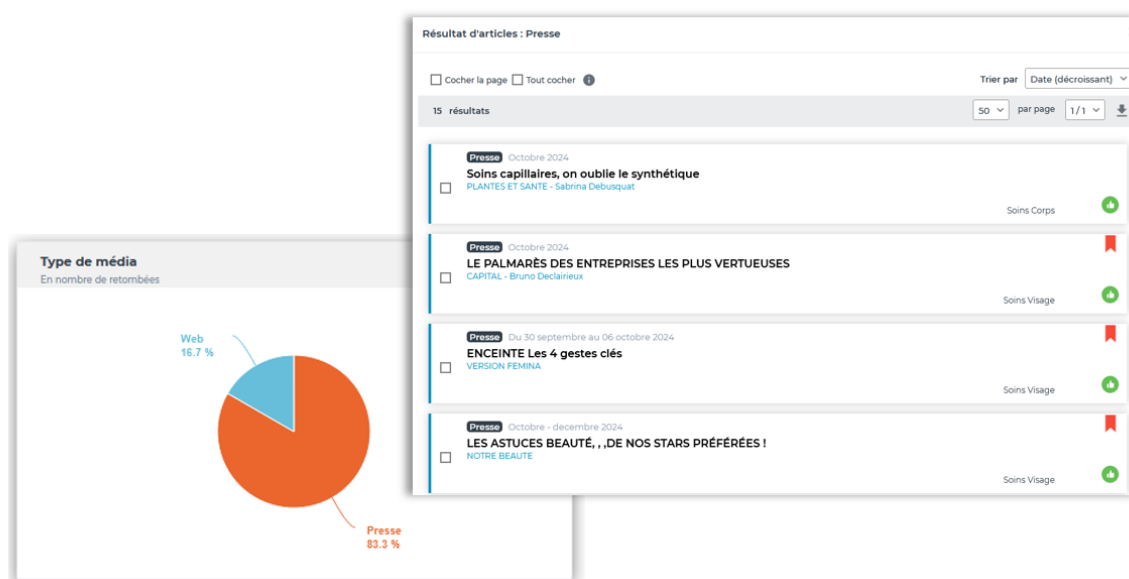 Résultat d'articles : Presse
Cocher la page Tout cocher
Trier par Date (décroissant)
15 résultats
50 par page 1/1
Presse Octobre 2024
Soins capillaires, on oublie le synthétique
PLANTES ET SANTE - Sabrina Debusquat
Soins Corps
Presse Octobre 2024
LE PALMARÈS DES ENTREPRISES LES PLUS VERTUEUSES
CAPITAL - Bruno Declairieux
Soins Visage
Presse Du 30 septembre au 06 octobre 2024
ENCEINTE Les 4 gestes clés
VERSION FEMINA
Soins Visage
Presse Octobre - decembre 2024
LES ASTUCES BEAUTÉ, , ,DE NOS STARS PRÉFÉRÉES !
NOTRE BEAUTE
Soins Visage
Type de média
En nombre de retombées
Web
16.7 %
Presse
83.3 %